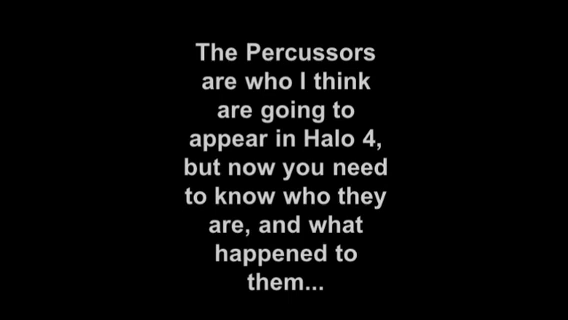 The Percussors
are who I think
are going to
appear in Halo 4,
but now you need
to know who they
are, and what
happened to
them...